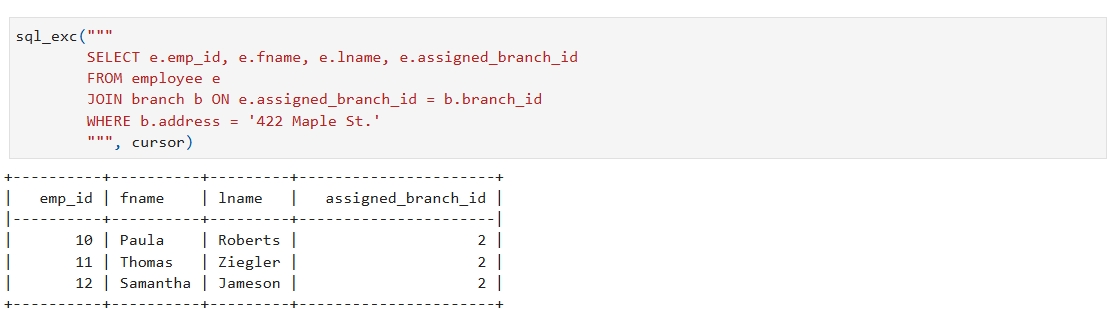 sql_exc("""
        SELECT e.emp_id, e.fname, e.lname, e.assigned_branch_id
        FROM employee e
        JOIN branch b ON e.assigned_branch_id = b.branch_id
        WHERE b.address = '422 Maple St.'
        """, cursor)
+----------+----------+---------+----------------------+
|   emp_id | fname    | lname   |   assigned_branch_id |
|----------+----------+---------+----------------------|
|       10 | Paula    | Roberts |                    2 |
|       11 | Thomas   | Ziegler |                    2 |
|       12 | Samantha | Jameson |                    2 |
+----------+----------+---------+----------------------+